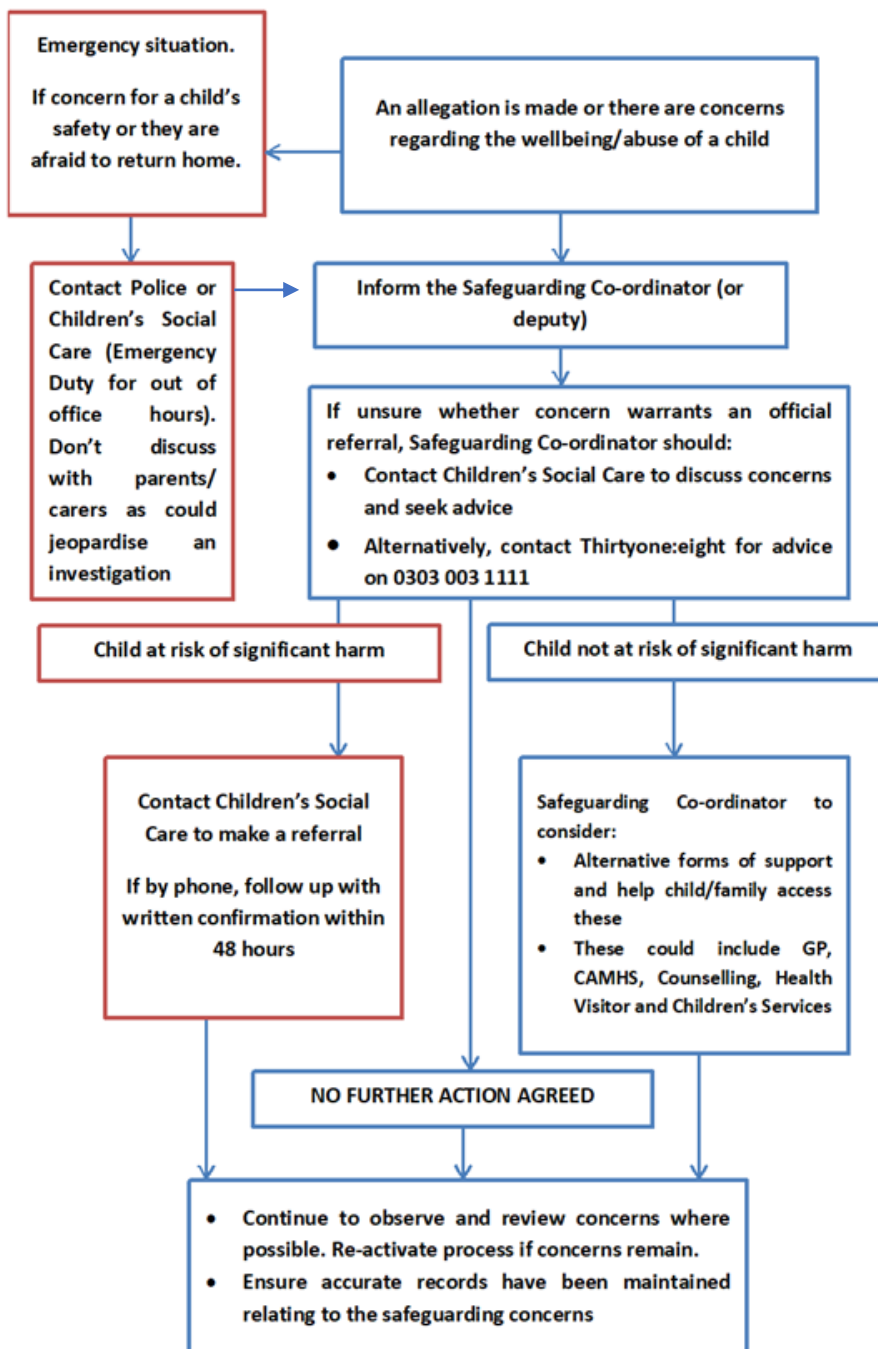 Emergency situation.
If concern for a child's
safety or they are
afraid to return home.
An allegation is made or there are concerns
regarding the wellbeing/abuse of a child
Contact Police or
Children's Social
Care (Emergency
Duty for out of
office hours).
Don't discuss
with parents/
carers as could
jeopardise an
investigation
Inform the Safeguarding Co-ordinator (or
deputy)
If unsure whether concern warrants an official
referral, Safeguarding Co-ordinator should:
• Contact Children's Social Care to discuss concerns
and seek advice
• Alternatively, contact Thirtyone:eight for advice
on 0303 003 1111
Child at risk of significant harm
Child not at risk of significant harm
Contact Children's Social
Care to make a referral
If by phone, follow up with
written confirmation within
48 hours
Safeguarding Co-ordinator to
consider:
• Alternative forms of support
and help child/family access
these
• These could include GP,
CAMHS, Counselling, Health
Visitor and Children's Services
NO FURTHER ACTION AGREED
• Continue to observe and review concerns where
possible. Re-activate process if concerns remain.
• Ensure accurate records have been maintained
relating to the safeguarding concerns